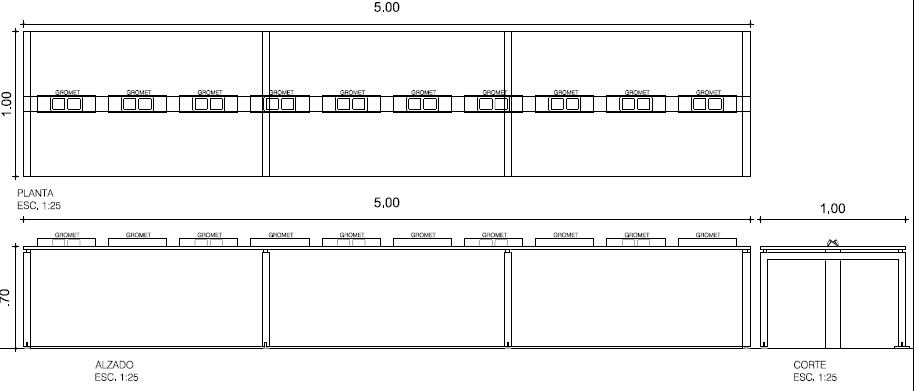 5.00
GROMET GROMET GROMET GROMET GROMET GROMET GROMET GROMET GROMET GROMET
1.00
PLANTA
ESC, 1:25
5,00
1,00
GROMET GROMET GROMET GROMET GROMET GROMET GROMET GROMET GROMET GROMET
.70
ALZADO
ESC, 1:25
CORTE
ESC, 1:25